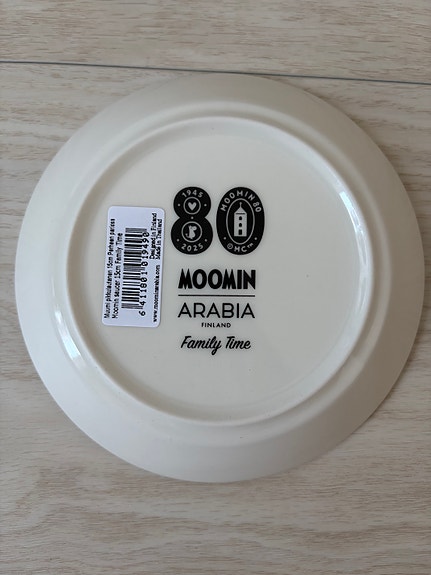 1945
MOOMIN80
80
2025
©MC™
MOOMIN
ARABIA
FINLAND
Family Time
Muumi pikkulautanen 15cm Perheen parissa
Moomin saucer 15cm Family Time
6 411801 019490
www.moominarabia.com
Designed in Finland
Made in Thailand